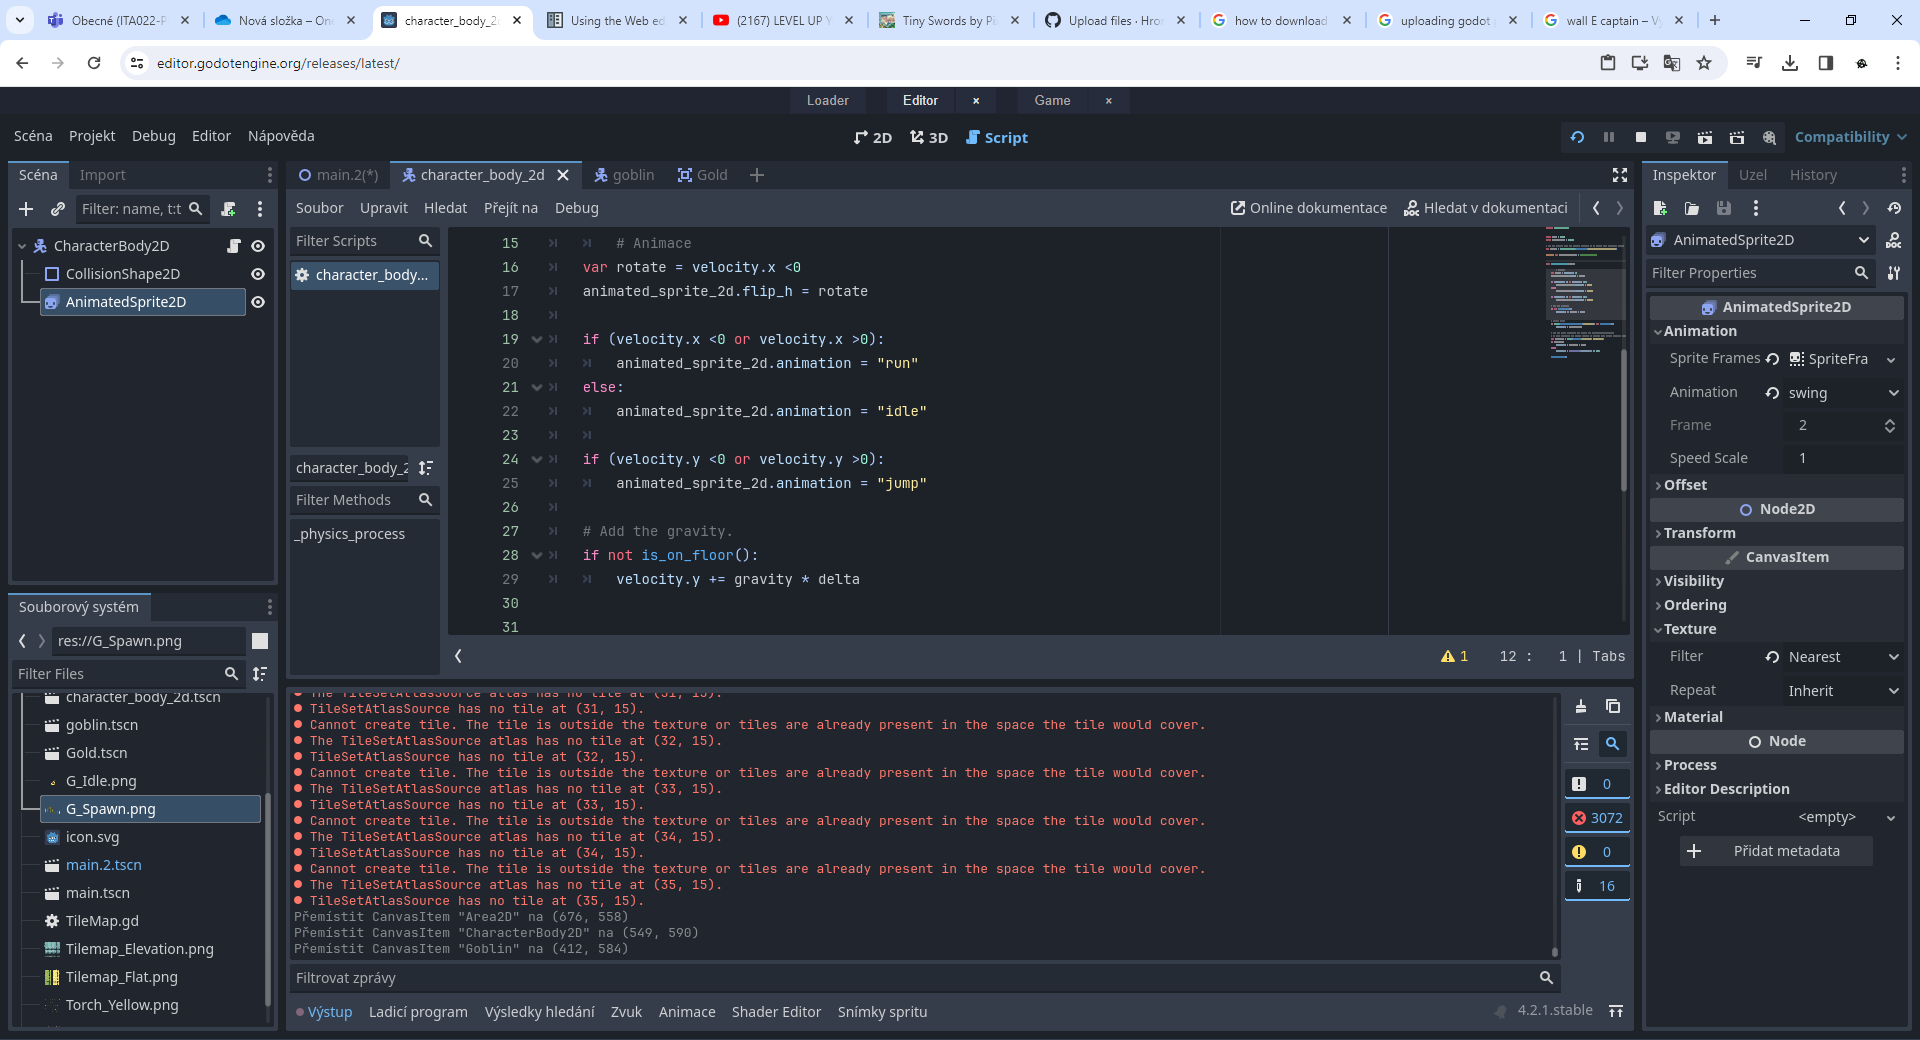 Obecné (ITA022-P
Nová složka – One
character_body_2d
Using the Web ed
(2167) LEVEL UP Y
Tiny Swords by Pix
Upload files · Hron
how to download
uploading godot
wall E captain – Vy
editor.godotengine.org/releases/latest/
Loader
Editor
Game
Scéna
Projekt
Debug
Editor
Nápověda
2D
3D
Script
Compatibility
Scéna
Import
Filter: name, t:t
CharacterBody2D
CollisionShape2D
AnimatedSprite2D
main.2(*)
character_body_2d
goblin
Gold
Soubor
Upravit
Hledat
Přejít na
Debug
Online dokumentace
Hledat v dokumentaci
Filter Scripts
character_body...
character_body_2
Filter Methods
_physics_process
15 # Animace
16 var rotate = velocity.x <0
17 animated_sprite_2d.flip_h = rotate
18
19 if (velocity.x <0 or velocity.x >0):
20 animated_sprite_2d.animation = "run"
21 else:
22 animated_sprite_2d.animation = "idle"
23
24 if (velocity.y <0 or velocity.y >0):
25 animated_sprite_2d.animation = "jump"
26
27 # Add the gravity.
28 if not is_on_floor():
29 velocity.y += gravity * delta
30
31
1
12 : 1 | Tabs
Souborový systém
res://G_Spawn.png
Filter Files
character_body_2d.tscn
goblin.tscn
Gold.tscn
G_Idle.png
G_Spawn.png
icon.svg
main.2.tscn
main.tscn
TileMap.gd
Tilemap_Elevation.png
Tilemap_Flat.png
Torch_Yellow.png
The TileSetAtlasSource atlas has no tile at (31, 15).
TileSetAtlasSource has no tile at (31, 15).
Cannot create tile. The tile is outside the texture or tiles are already present in the space the tile would cover.
The TileSetAtlasSource atlas has no tile at (32, 15).
TileSetAtlasSource has no tile at (32, 15).
Cannot create tile. The tile is outside the texture or tiles are already present in the space the tile would cover.
The TileSetAtlasSource atlas has no tile at (33, 15).
TileSetAtlasSource has no tile at (33, 15).
Cannot create tile. The tile is outside the texture or tiles are already present in the space the tile would cover.
The TileSetAtlasSource atlas has no tile at (34, 15).
TileSetAtlasSource has no tile at (34, 15).
Cannot create tile. The tile is outside the texture or tiles are already present in the space the tile would cover.
The TileSetAtlasSource atlas has no tile at (35, 15).
TileSetAtlasSource has no tile at (35, 15).
Přemístit CanvasItem "Area2D" na (676, 558)
Přemístit CanvasItem "CharacterBody2D" na (549, 590)
Přemístit CanvasItem "Goblin" na (412, 584)
0
3072
0
16
Filtrovat zprávy
Výstup
Ladicí program
Výsledky hledání
Zvuk
Animace
Shader Editor
Snímky spritu
4.2.1.stable
Inspektor
Uzel
History
AnimatedSprite2D
Filter Properties
AnimatedSprite2D
Animation
Sprite Frames
SpriteFra
Animation
swing
Frame
2
Speed Scale
1
Offset
Node2D
Transform
CanvasItem
Visibility
Ordering
Texture
Filter
Nearest
Repeat
Inherit
Material
Node
Process
Editor Description
Script
<empty>
Přidat metadata